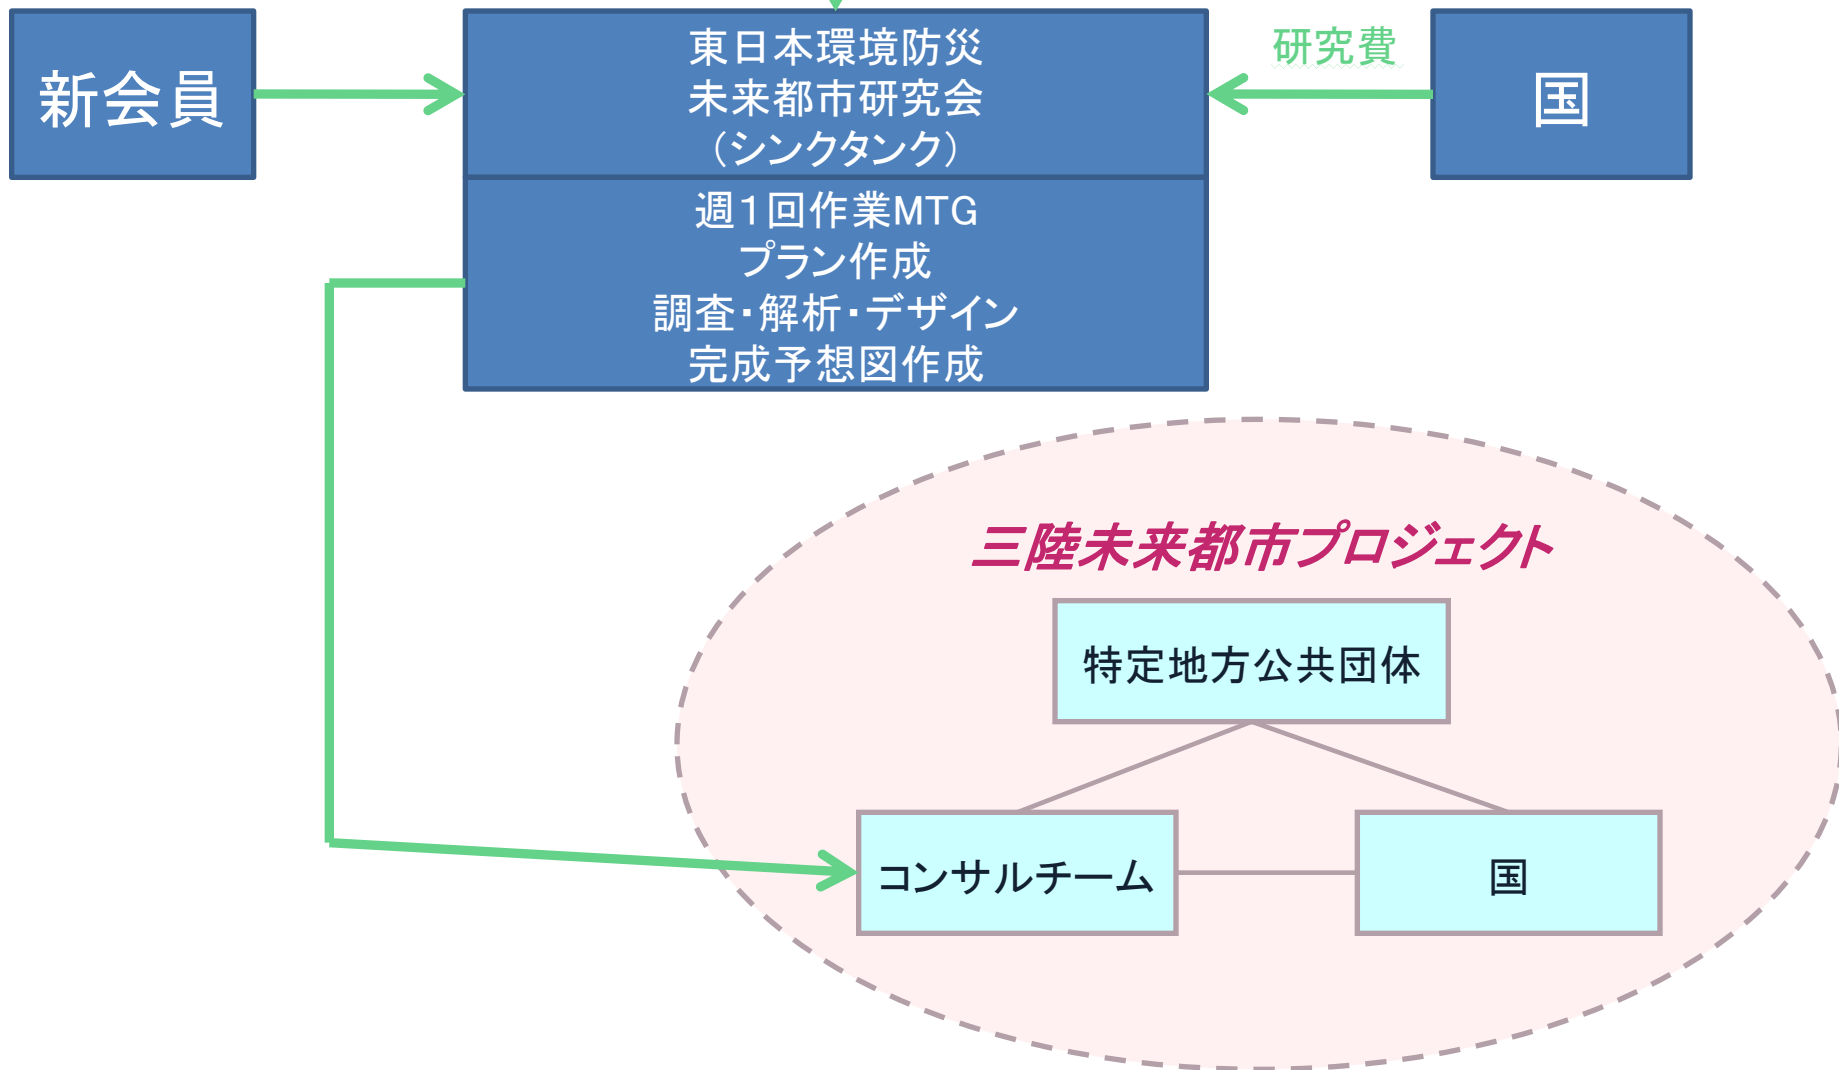 新会員
東日本環境防災
未来都市研究会
(シンクタンク)
研究費
国
週1回作業MTG
プラン作成
調査・解析・デザイン
完成予想図作成
三陸未来都市プロジェクト
特定地方公共団体
コンサルチーム
国